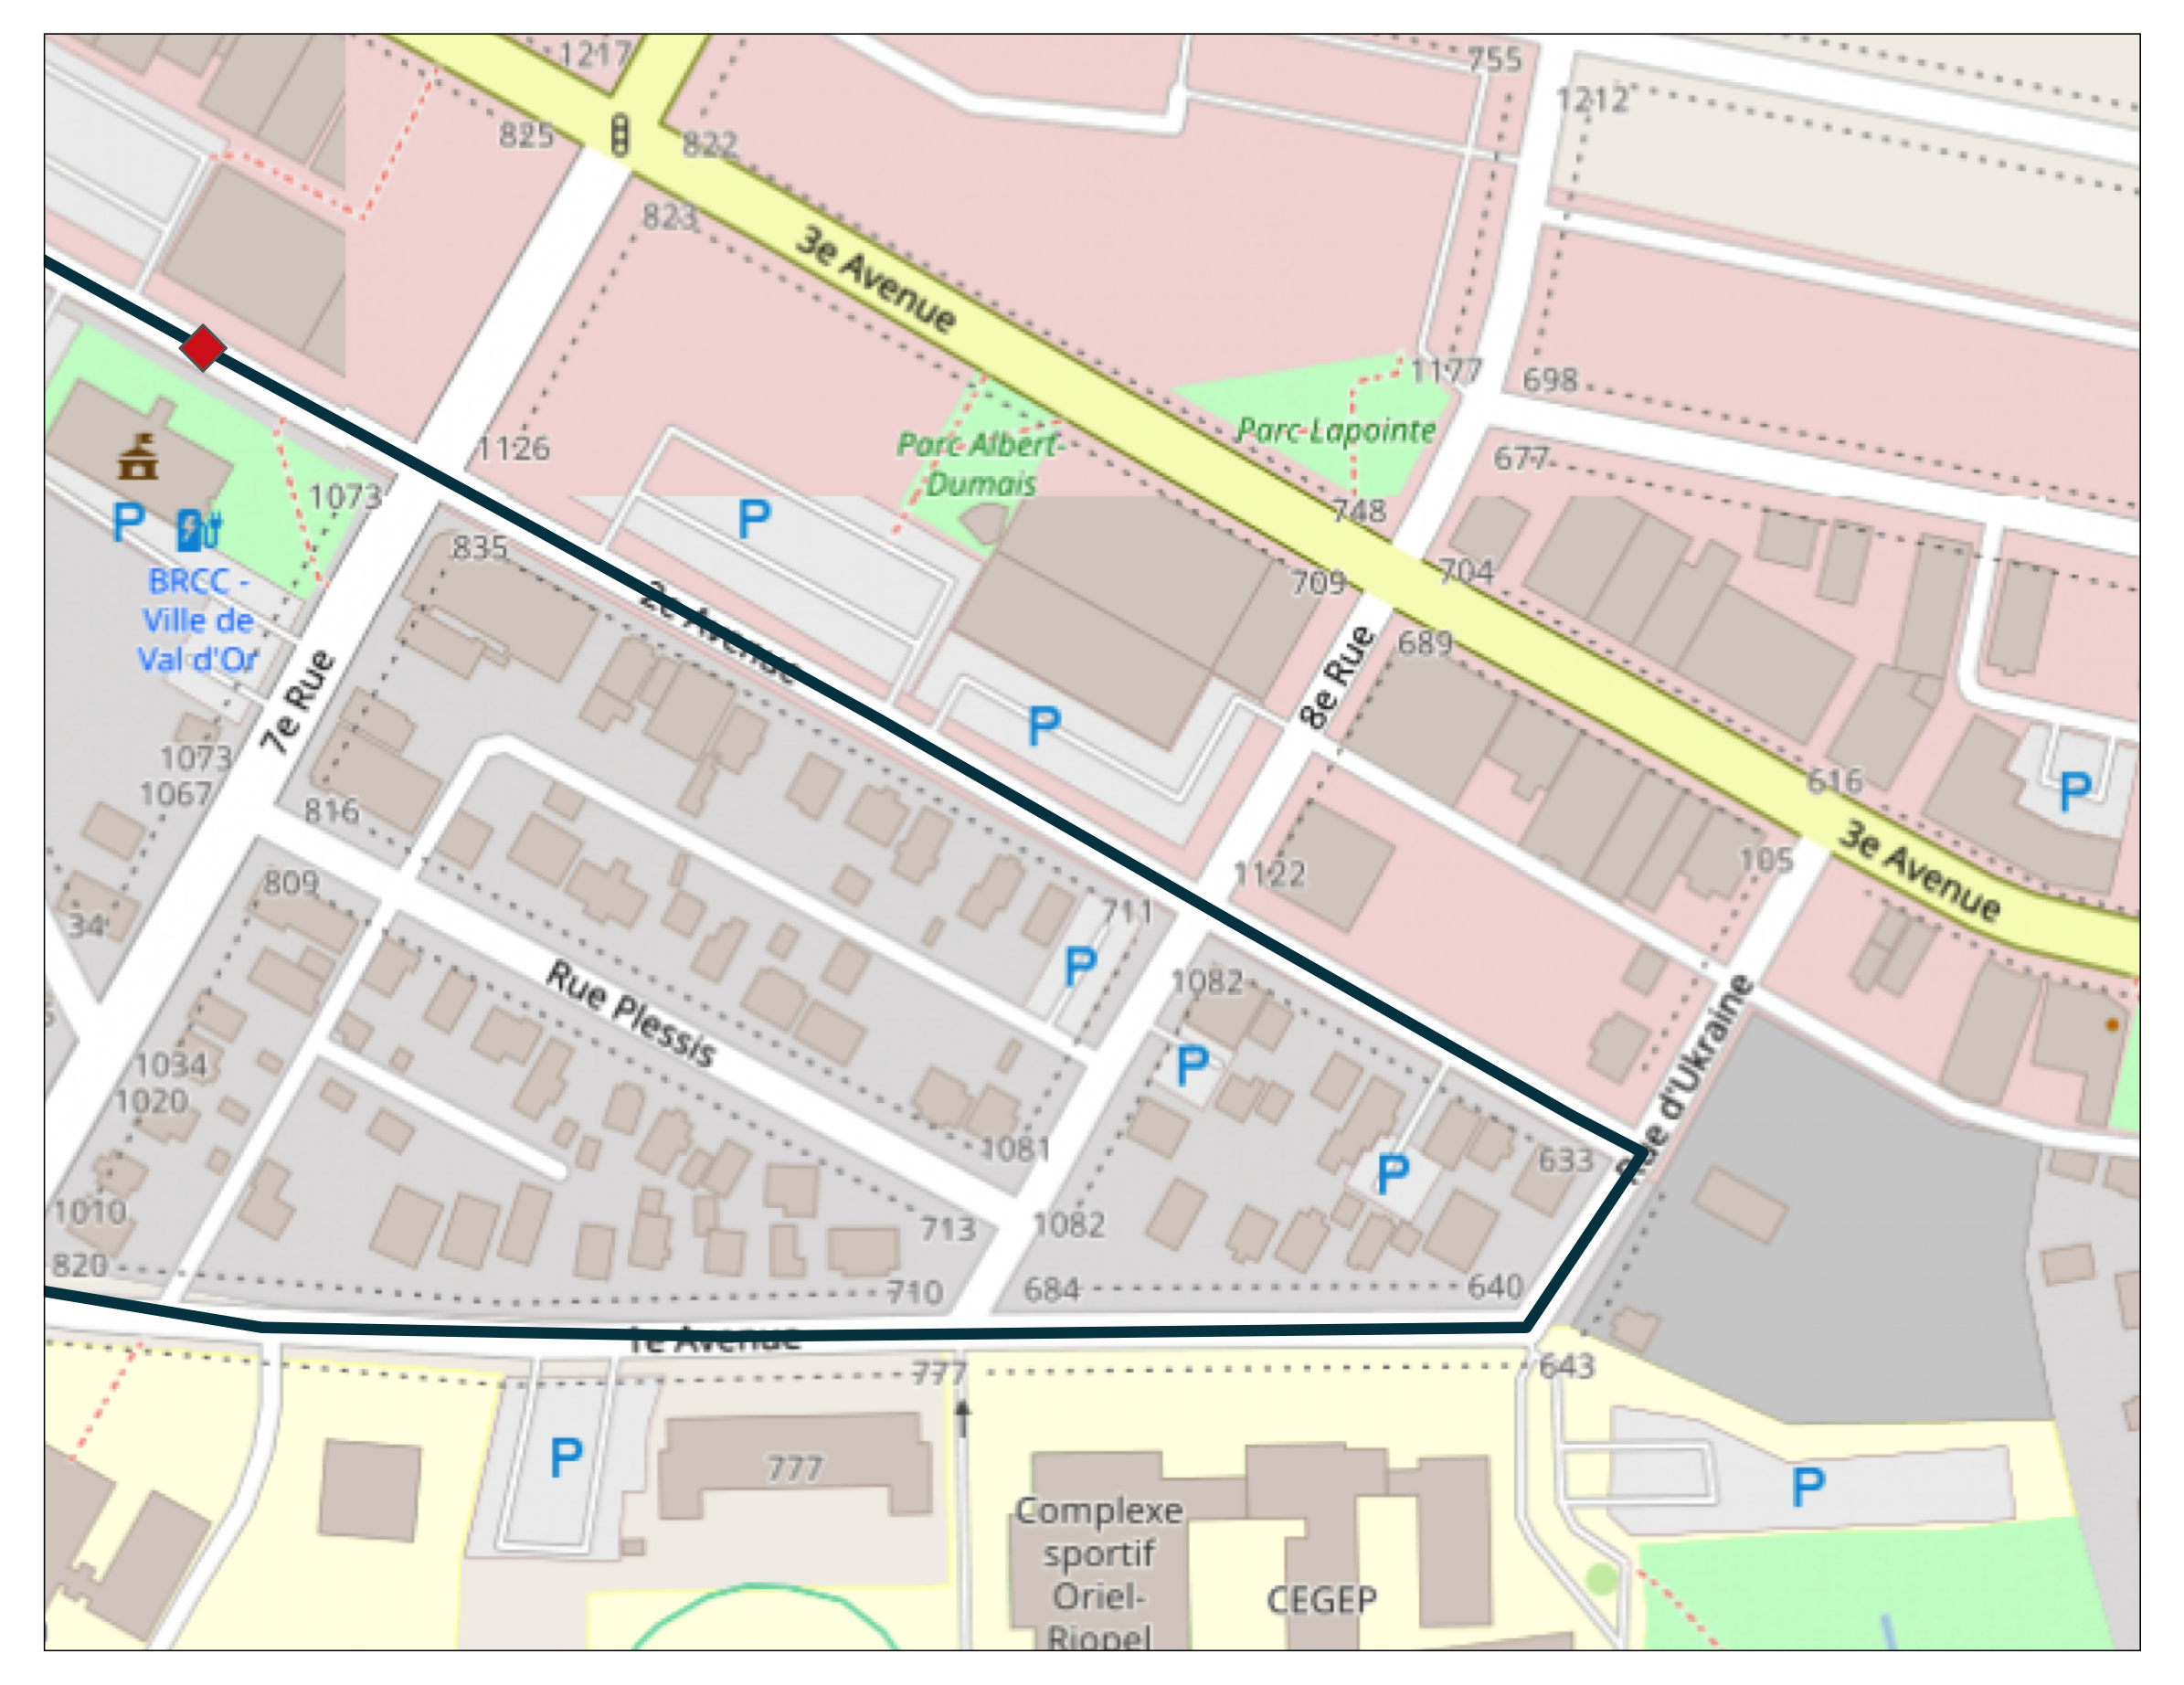 1217
755
1212
825
822
823
3e Avenue
1177
698
Parc Lapointe
1126
Parc Albert-
Dumais
677
1073
748
P
P
835
BRCC -
Ville de
Val d'Or
709
704
2e Avenue
689
8e Rue
7e Rue
P
1073
616
P
1067
816
3e Avenue
105
1122
809
711
34
P
1082
Rue Plessis
Rue d'Ukraine
1034
P
1020
1081
633
P
1010
713
1082
820
710
684
640
1e Avenue
777
643
P
777
P
Complexe
sportif
Oriel-
Riopel
CEGEP